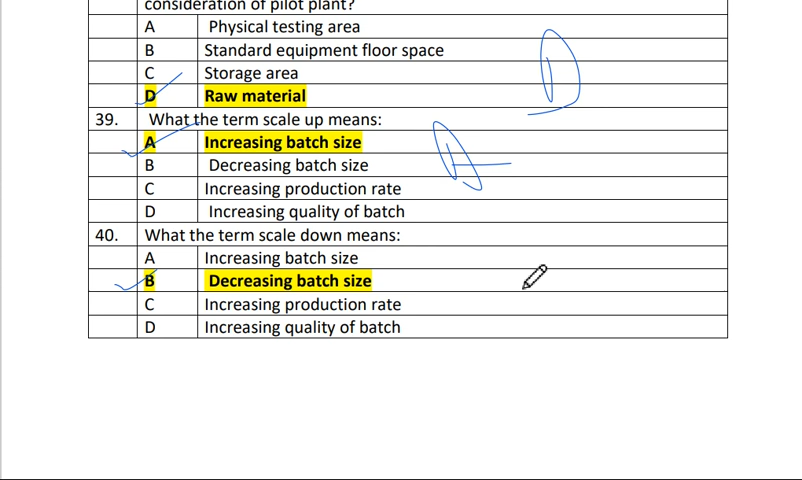 consideration of pilot plant?
A Physical testing area
B Standard equipment floor space
C Storage area
D Raw material
D
39. What the term scale up means:
A Increasing batch size
B Decreasing batch size
A
C Increasing production rate
D Increasing quality of batch
40. What the term scale down means:
A Increasing batch size
B Decreasing batch size
C Increasing production rate
D Increasing quality of batch